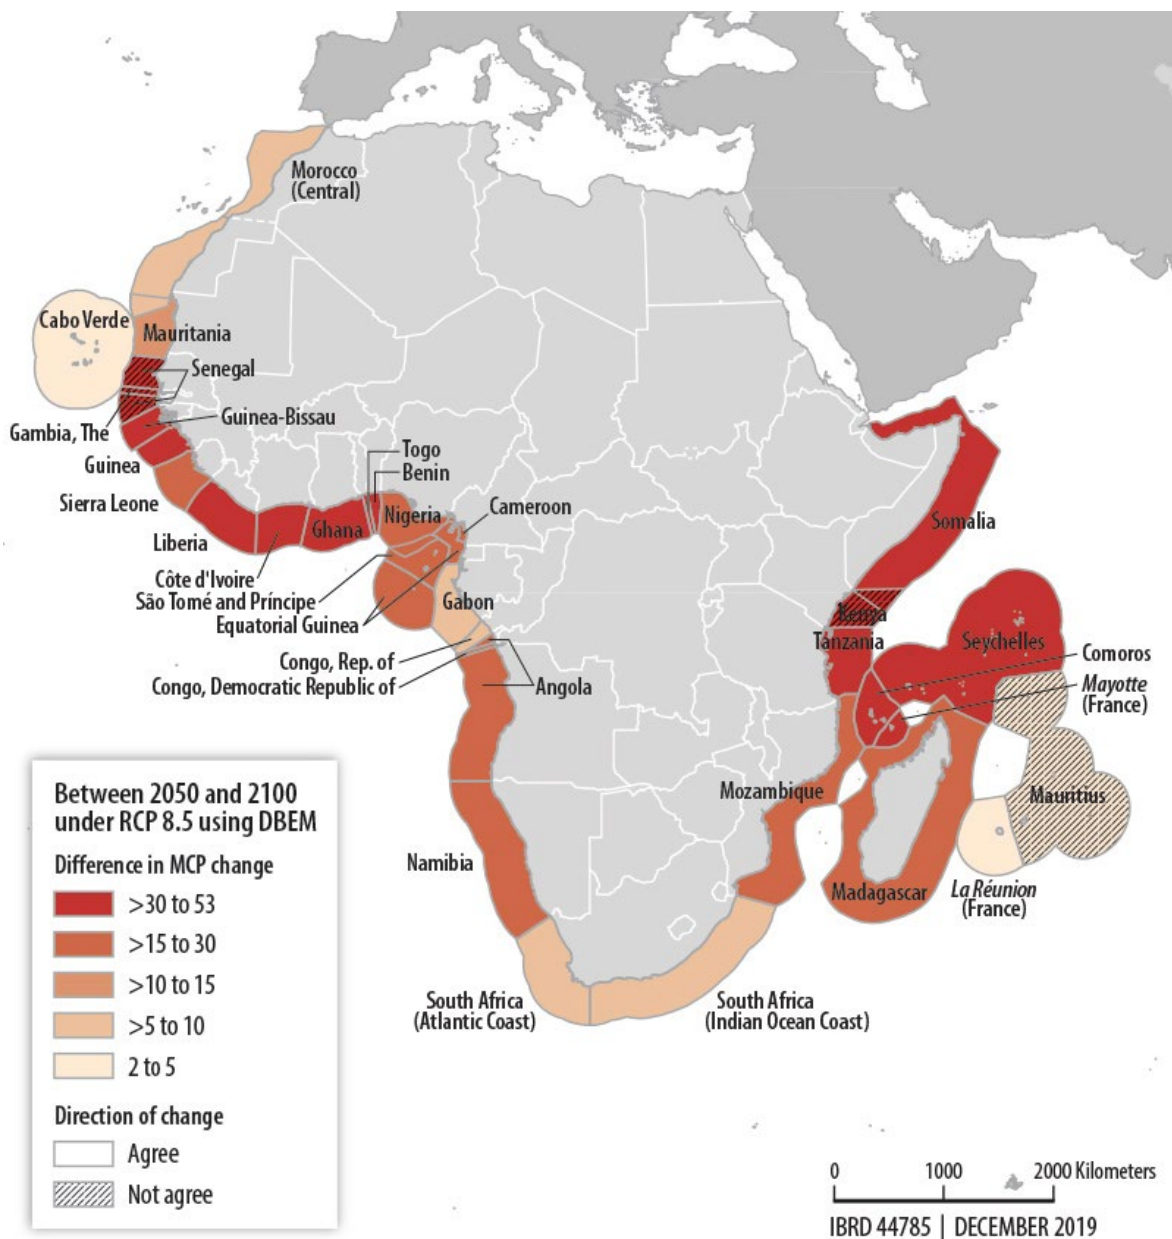 Morocco
(Central)
Cabo Verde
Mauritania
Senegal
Gambia, The
Guinea-Bissau
Guinea
Sierra Leone
Liberia
Côte d'Ivoire
Ghana
Togo
Benin
Nigeria
Cameroon
São Tomé and Príncipe
Equatorial Guinea
Gabon
Congo, Rep. of
Congo, Democratic Republic of
Angola
Somalia
Kenya
Tanzania
Seychelles
Comoros
Mayotte
(France)
Mozambique
Mauritius
Namibia
Madagascar
La Réunion
(France)
South Africa
(Atlantic Coast)
South Africa
(Indian Ocean Coast)
Between 2050 and 2100
under RCP 8.5 using DBEM
Difference in MCP change
>30 to 53
>15 to 30
>10 to 15
>5 to 10
2 to 5
Direction of change
Agree
Not agree
0 1000 2000 Kilometers
IBRD 44785 | DECEMBER 2019